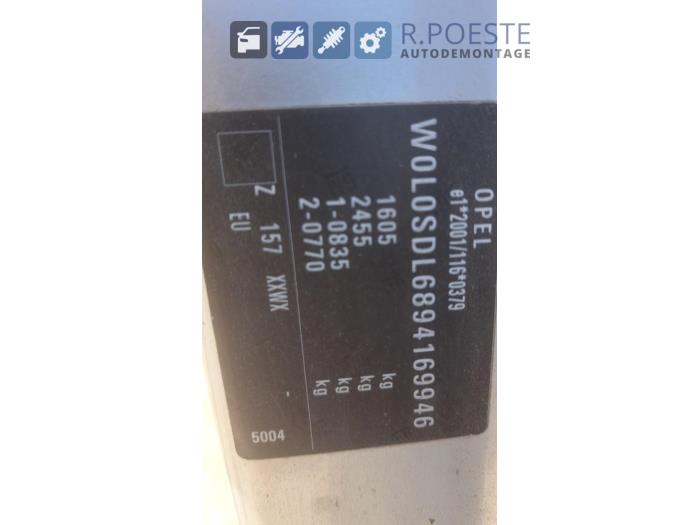 R.POESTE
AUTODEMONTAGE
OPEL
e1*2001/116*0379
W0L0SDL6894169946
1605 kg
2455 kg
1-0835 kg
2-0770 kg
Z 157 XXWX -
EU
5004